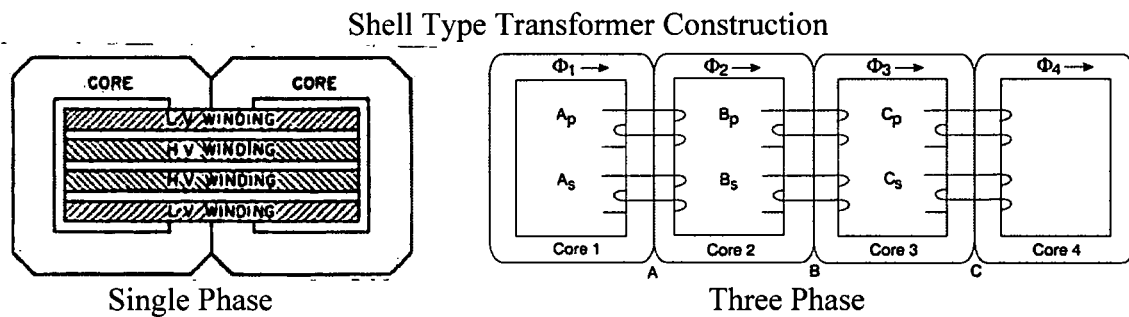 Shell Type Transformer Construction
CORE CORE
L V WINDING
H V WINDING
H V WINDING
L V WINDING
Single Phase
Φ1 Φ2 Φ3 Φ4
Ap Bp Cp
As Bs Cs
Core 1 Core 2 Core 3 Core 4
A B C
Three Phase